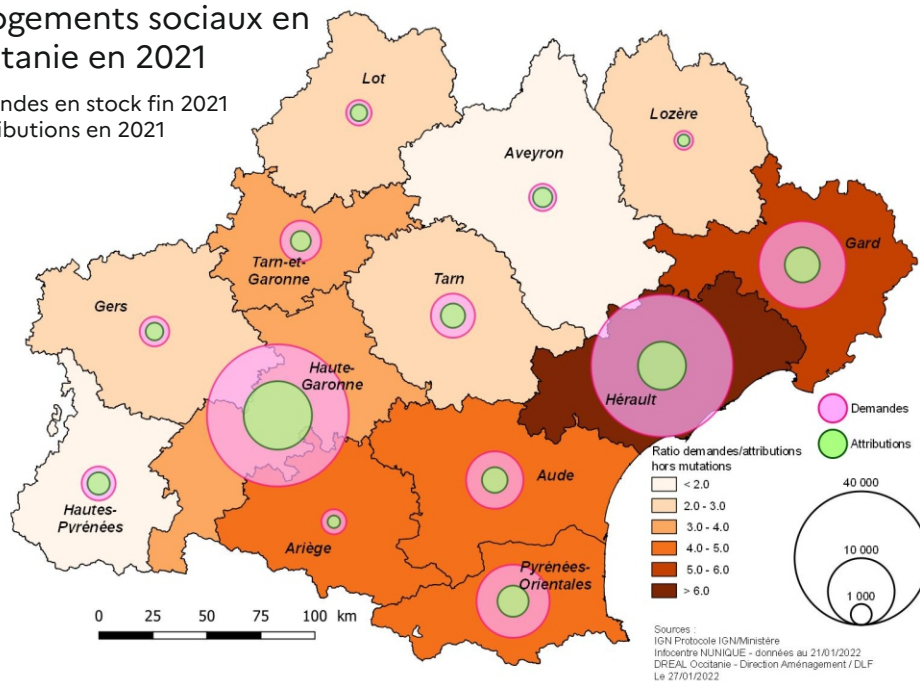 ogements sociaux en
tanie en 2021
ndes en stock fin 2021
ibutions en 2021
Lot
Lozère
Aveyron
Gard
Tarn-et-
Garonne
Tarn
Gers
Haute-
Garonne
Hérault
Demandes
Attributions
Ratio demandes/attributions
hors mutations
< 2.0
2.0 - 3.0
3.0 - 4.0
4.0 - 5.0
5.0 - 6.0
> 6.0
40 000
10 000
1 000
Aude
Hautes-
Pyrénées
Ariège
Pyrénées-
Orientales
0 25 50 75 100 km
Sources :
IGN Protocole IGN/Ministère
Infocentre NUNIQUE - données au 21/01/2022
DREAL Occitanie - Direction Aménagement / DLF
Le 27/01/2022